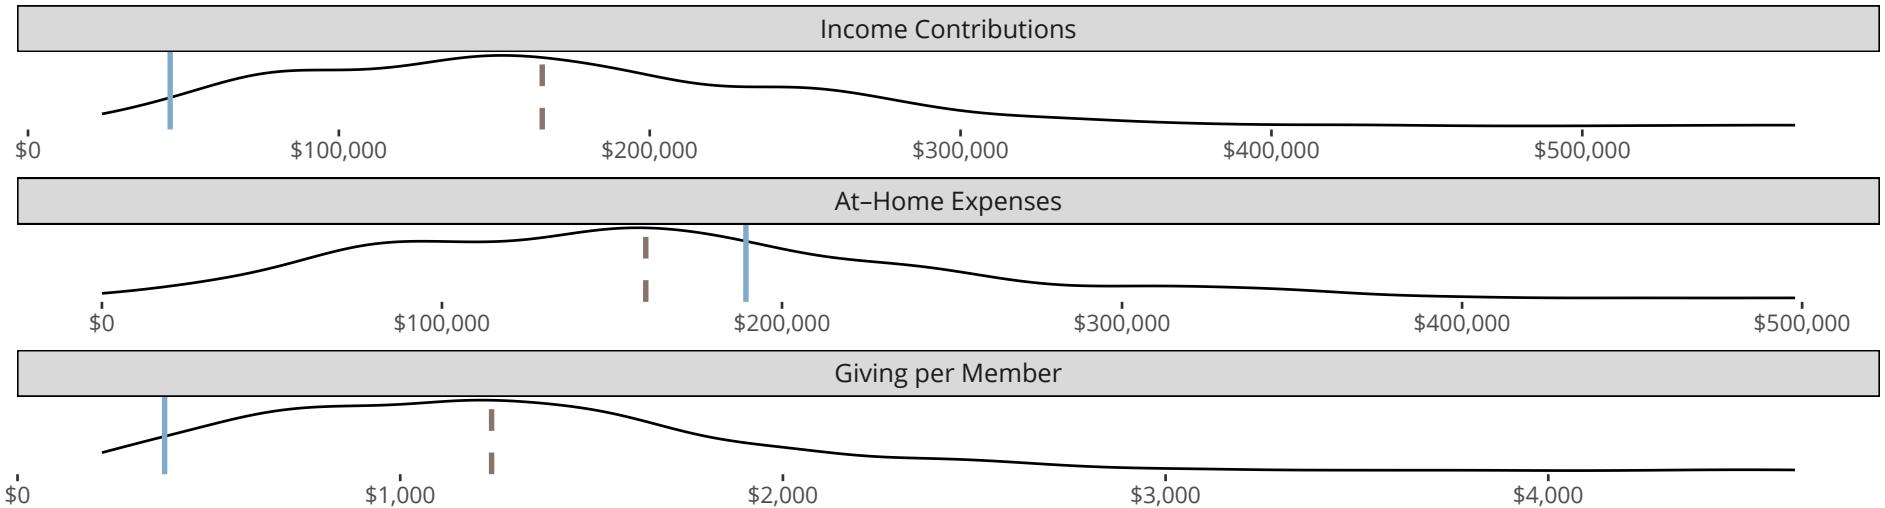 Income Contributions
$0 $100,000 $200,000 $300,000 $400,000 $500,000
At–Home Expenses
$0 $100,000 $200,000 $300,000 $400,000 $500,000
Giving per Member
$0 $1,000 $2,000 $3,000 $4,000